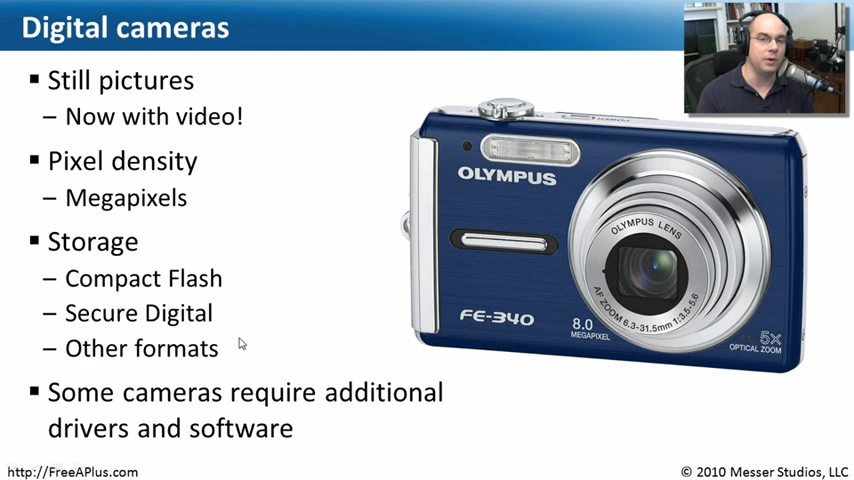 Digital cameras
▪ Still pictures
– Now with video!
▪ Pixel density
– Megapixels
▪ Storage
– Compact Flash
– Secure Digital
– Other formats
▪ Some cameras require additional
drivers and software
OLYMPUS
OLYMPUS LENS
AF ZOOM 6.3-31.5mm 1:3.5-5.6
FE-340
8.0
MEGAPIXEL
5X
OPTICAL ZOOM
http://FreeAPlus.com
© 2010 Messer Studios, LLC